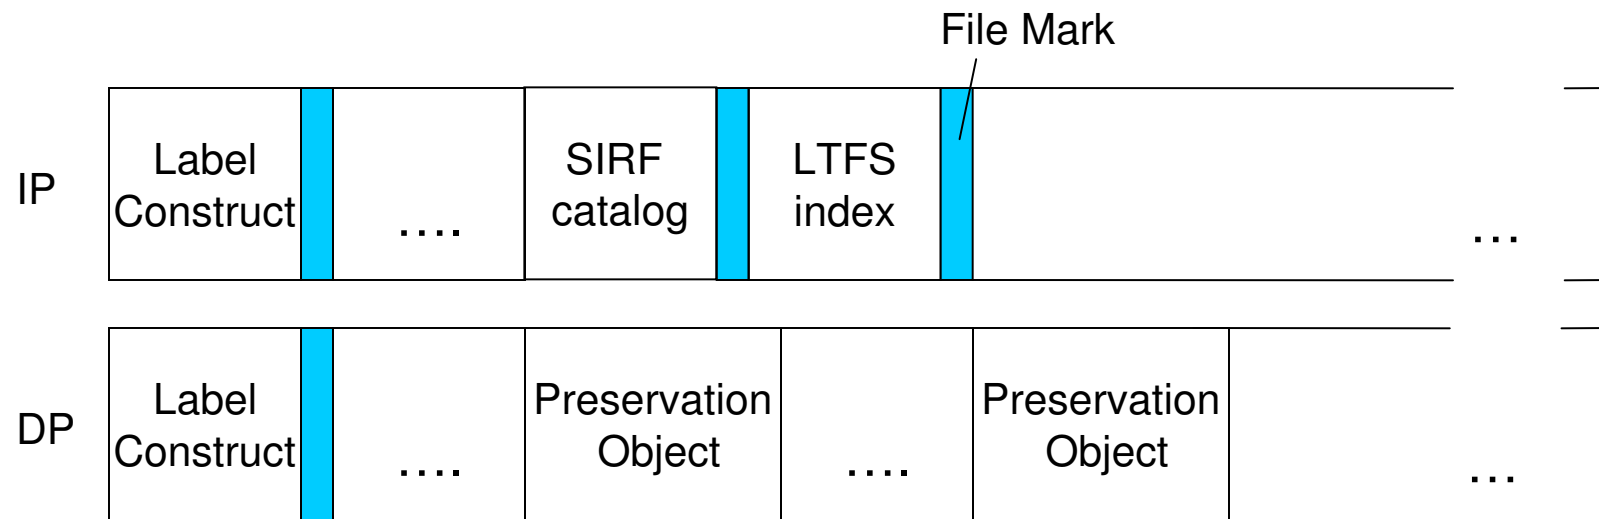 File Mark
IP
Label
Construct
....
SIRF
catalog
LTFS
index
...
DP
Label
Construct
....
Preservation
Object
....
Preservation
Object
...